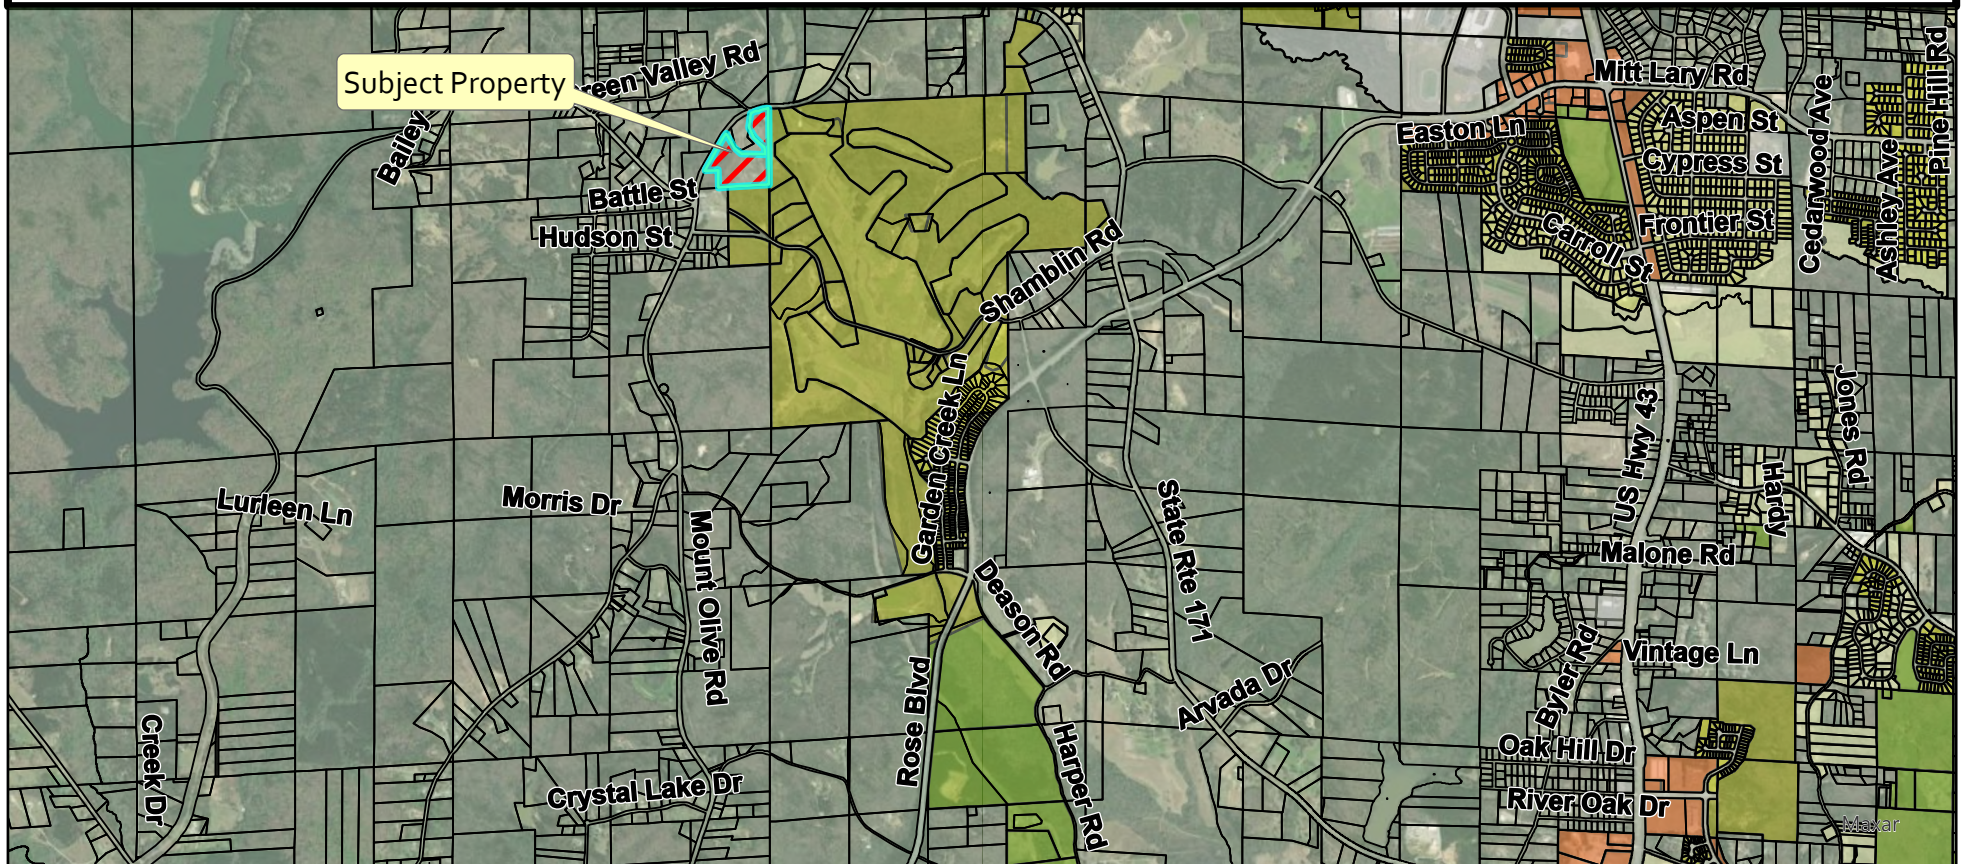 Subject Property
reen Valley Rd
Bailey
Battle St
Hudson St
Shamblin Rd
Garden Creek Ln
Lurleen Ln
Morris Dr
Mount Olive Rd
Creek Dr
Crystal Lake Dr
Rose Blvd
Deason Rd
Harper Rd
State Rte 171
Arvada Dr
Mitt Lary Rd
Easton Ln
Aspen St
Cypress St
Frontier St
Carroll St
Cedarwood Ave
Ashley Ave
Pine Hill Rd
US Hwy 43
Jones Rd
Hardy
Malone Rd
Byler Rd
Vintage Ln
Oak Hill Dr
River Oak Dr
Maxar